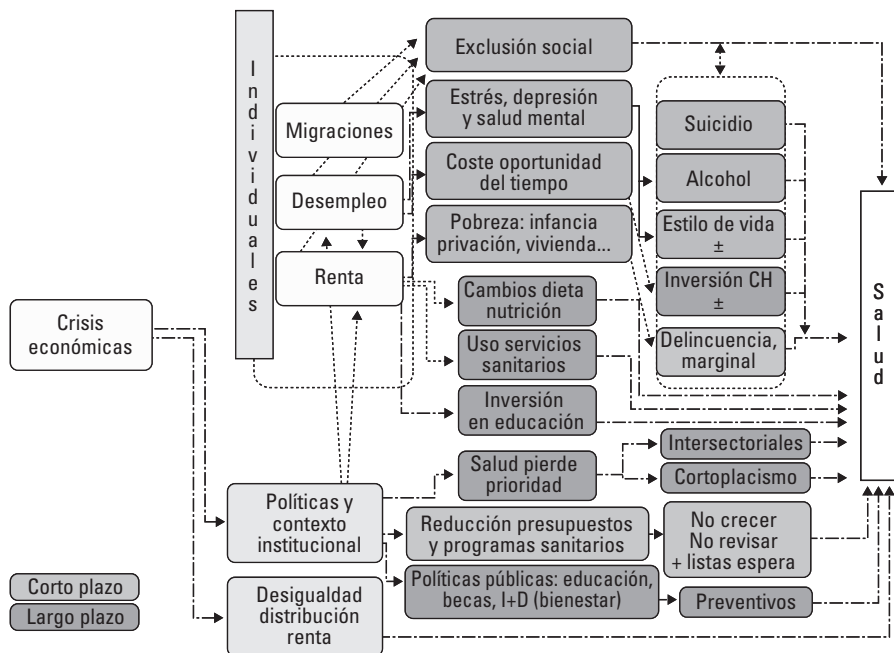 Individuales
Exclusión social
Estrés, depresión
y salud mental
Migraciones
Coste oportunidad
del tiempo
Desempleo
Pobreza: infancia
privación, vivienda...
Renta
Suicidio
Alcohol
Estilo de vida
±
Inversión CH
±
Delincuencia,
marginal
Cambios dieta
nutrición
Uso servicios
sanitarios
Inversión
en educación
Crisis
económicas
Salud
Salud pierde
prioridad
Intersectoriales
Cortoplacismo
Políticas y
contexto
institucional
Reducción presupuestos
y programas sanitarios
No crecer
No revisar
+ listas espera
Políticas públicas: educación,
becas, I+D (bienestar)
Preventivos
Desigualdad
distribución
renta
Corto plazo
Largo plazo